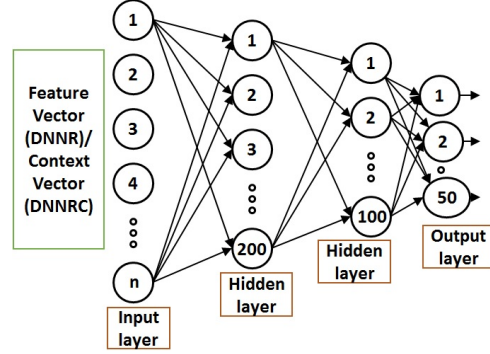 Feature
Vector
(DNNR)/
Context
Vector
(DNNRC)
1
2
3
4
n
Input
layer
1
2
3
200
Hidden
layer
1
2
100
Hidden
layer
1
2
50
Output
layer